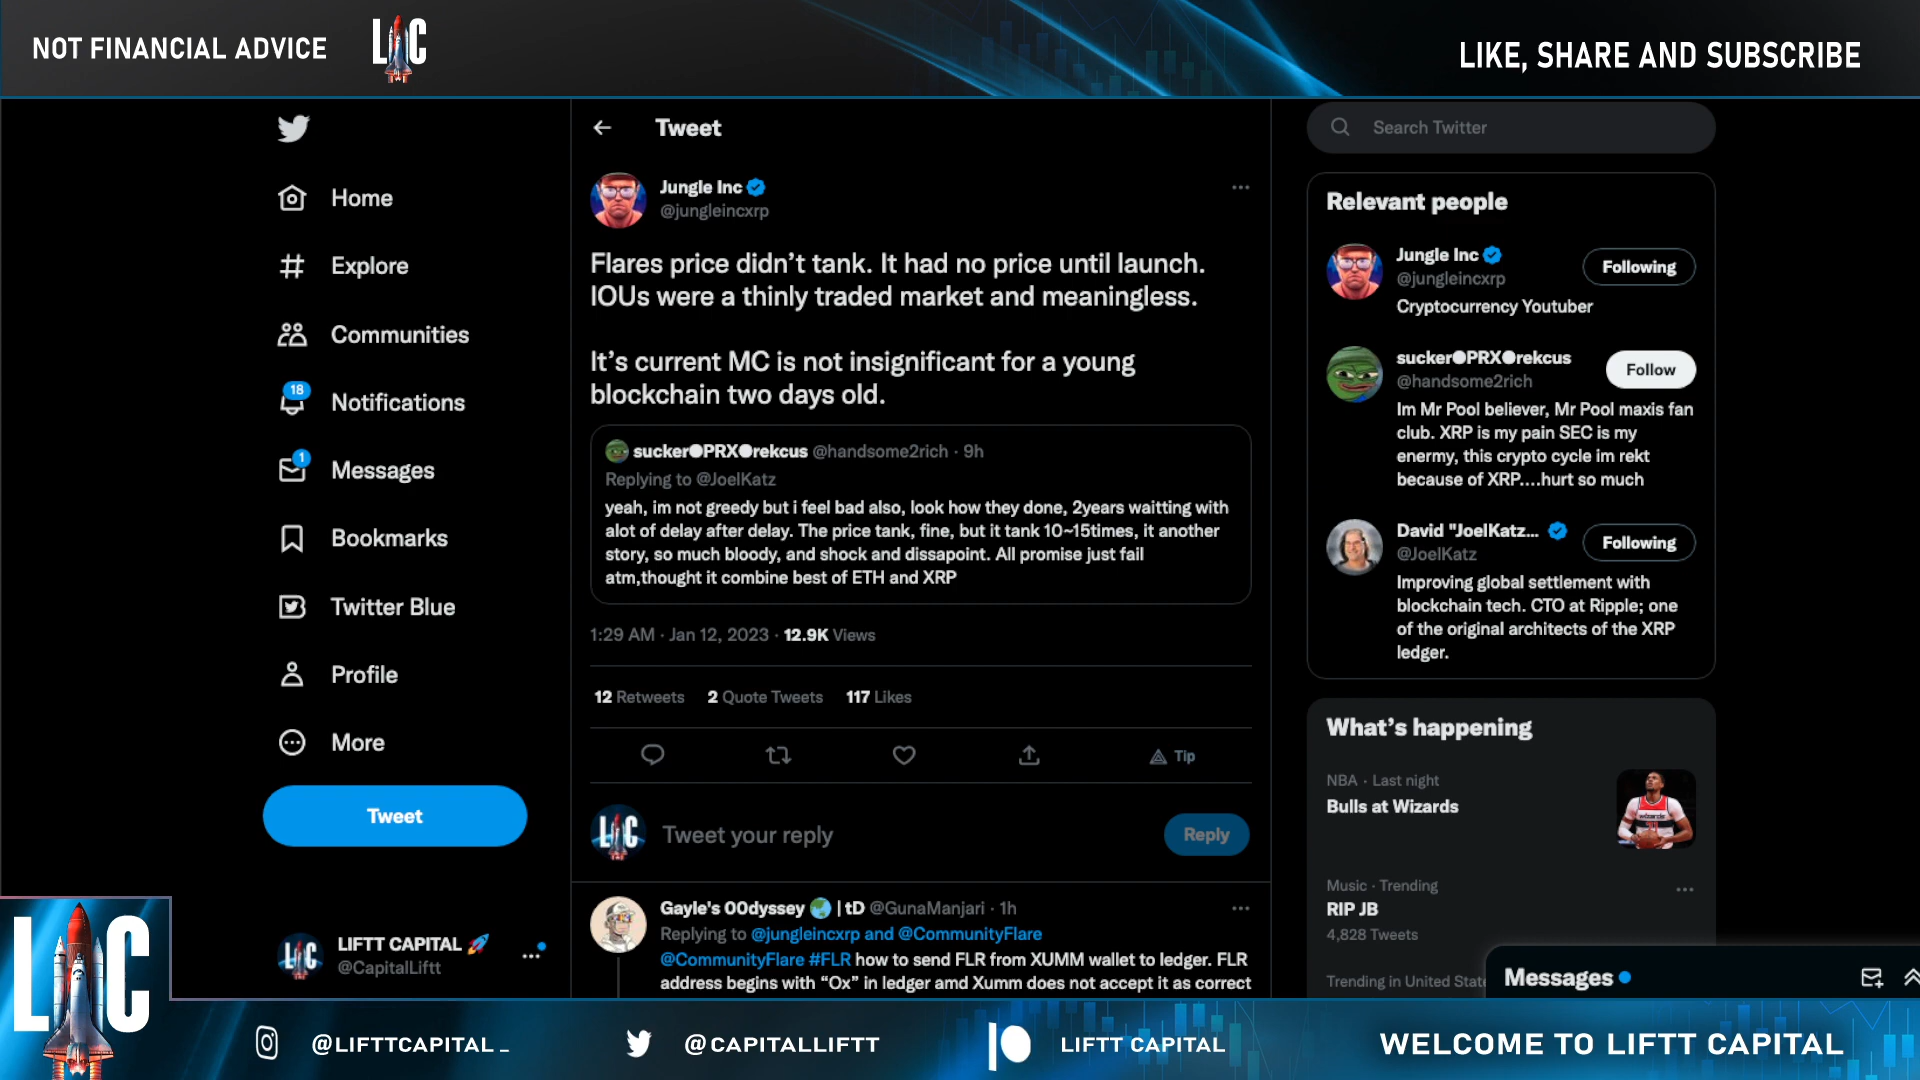 NOT FINANCIAL ADVICE
LC
LIKE, SHARE AND SUBSCRIBE
Home
Explore
Communities
18
Notifications
1
Messages
Bookmarks
Twitter Blue
Profile
More
Tweet
LIFTT CAPITAL
@CapitalLiftt
Tweet
Jungle Inc
@jungleincxrp
Flares price didn’t tank. It had no price until launch.
IOUs were a thinly traded market and meaningless.
It’s current MC is not insignificant for a young
blockchain two days old.
sucker●PRX●rekcus @handsome2rich · 9h
Replying to @JoelKatz
yeah, im not greedy but i feel bad also, look how they done, 2years waitting with
alot of delay after delay. The price tank, fine, but it tank 10~15times, it another
story, so much bloody, and shock and dissapoint. All promise just fail
atm,thought it combine best of ETH and XRP
1:29 AM · Jan 12, 2023 · 12.9K Views
12 Retweets 2 Quote Tweets 117 Likes
Tip
LC
Tweet your reply
Reply
Gayle's OOdyssey | tD @GunaManjari · 1h
Replying to @jungleincxrp and @CommunityFlare
@CommunityFlare #FLR how to send FLR from XUMM wallet to ledger. FLR
address begins with “Ox” in ledger amd Xumm does not accept it as correct
Search Twitter
Relevant people
Jungle Inc
@jungleincxrp
Following
Cryptocurrency Youtuber
sucker●PRX●rekcus
@handsome2rich
Follow
Im Mr Pool believer, Mr Pool maxis fan
club. XRP is my pain SEC is my
enermy, this crypto cycle im rekt
because of XRP....hurt so much
David "JoelKatz...
@JoelKatz
Following
Improving global settlement with
blockchain tech. CTO at Ripple; one
of the original architects of the XRP
ledger.
What’s happening
NBA · Last night
Bulls at Wizards
Music · Trending
RIP JB
4,828 Tweets
Trending in United State
Messages
LC
@LIFTTCAPITAL_
@CAPITALLIFTT
LIFTT CAPITAL
WELCOME TO LIFTT CAPITAL